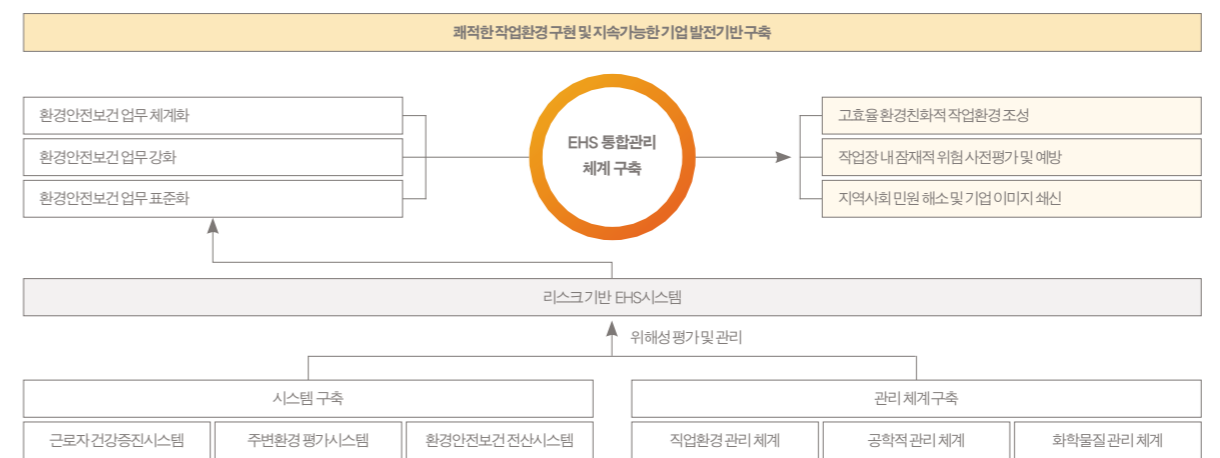 쾌적한 작업환경 구현 및 지속가능한 기업 발전기반 구축
환경안전보건 업무 체계화
환경안전보건 업무 강화
환경안전보건 업무 표준화
EHS 통합관리
체계 구축
고효율 환경친화적 작업환경 조성
작업장 내 잠재적 위험 사전평가 및 예방
지역사회 민원 해소 및 기업 이미지 쇄신
리스크 기반 EHS시스템
위해성 평가 및 관리
시스템 구축
관리 체계 구축
근로자 건강증진시스템
주변환경 평가시스템
환경안전보건 전산시스템
직업환경 관리 체계
공학적 관리 체계
화학물질 관리 체계